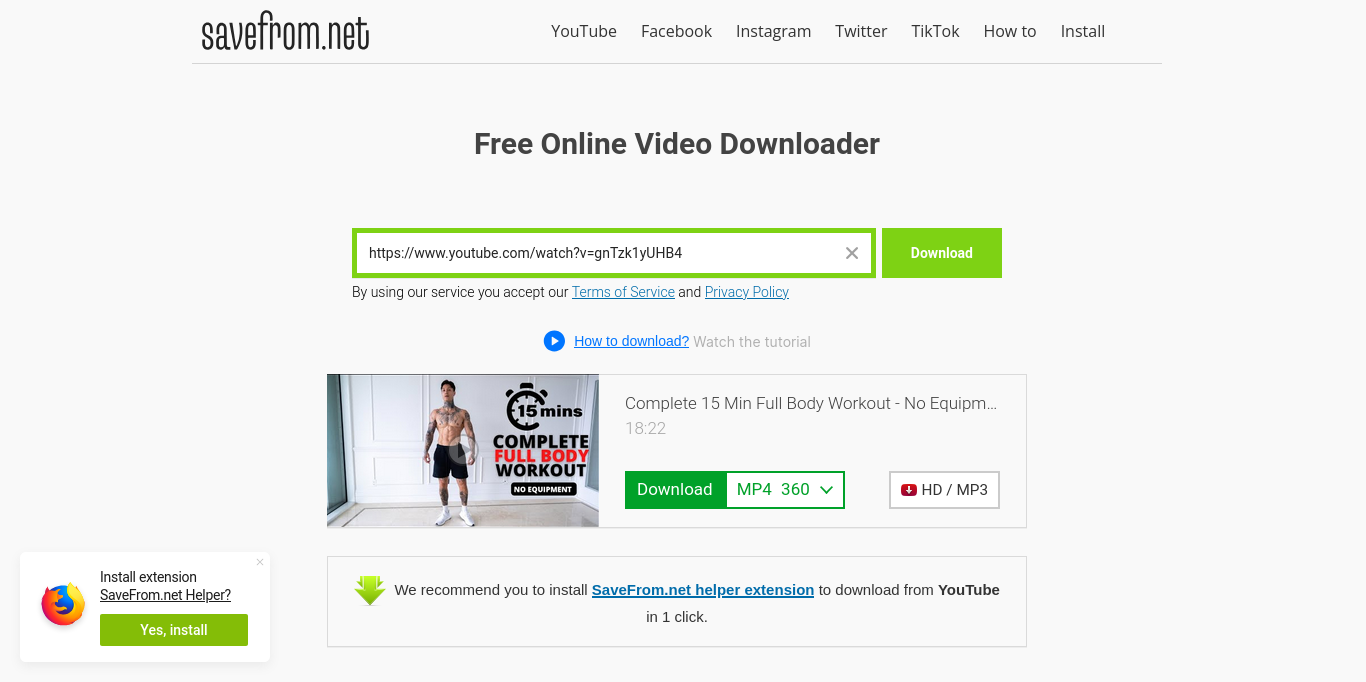 savefrom.net
YouTube Facebook Instagram Twitter TikTok How to Install
Free Online Video Downloader
https://www.youtube.com/watch?v=gnTzk1yUHB4
Download
By using our service you accept our Terms of Service and Privacy Policy
How to download? Watch the tutorial
15 mins
COMPLETE
FULL BODY
WORKOUT
NO EQUIPMENT
Complete 15 Min Full Body Workout - No Equipm...
18:22
Download MP4 360
HD / MP3
We recommend you to install SaveFrom.net helper extension to download from YouTube
in 1 click.
Install extension
SaveFrom.net Helper?
Yes, install